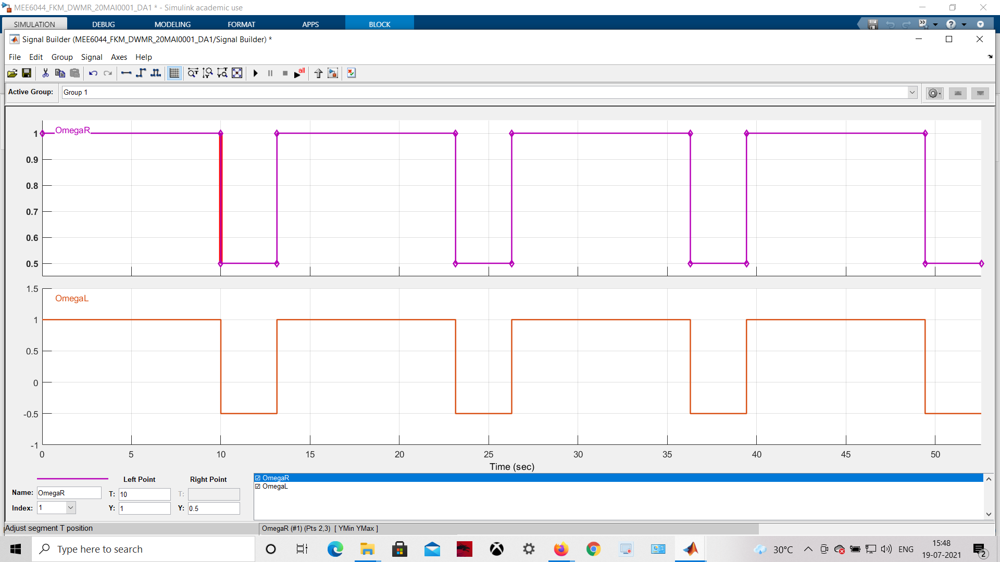 MEE6044_FKM_DWMR_20MAI0001_DA1 * - Simulink academic use
SIMULATION DEBUG MODELING FORMAT APPS BLOCK
Signal Builder (MEE6044_FKM_DWMR_20MAI0001_DA1/Signal Builder) *
File Edit Group Signal Axes Help
all
Active Group: Group 1
OmegaR
1
0.9
0.8
0.7
0.6
0.5
OmegaL
1.5
1
0.5
0
-0.5
-1
0 5 10 15 20 25 30 35 40 45 50
Time (sec)
Left Point Right Point
Name: OmegaR T: 10 T:
Index: 1 Y: 1 Y: 0.5
OmegaR
OmegaL
Adjust segment T position
OmegaR (#1) (Pts 2,3) [ YMin YMax ]
Type here to search
30°C
ENG
15:48
19-07-2021
2